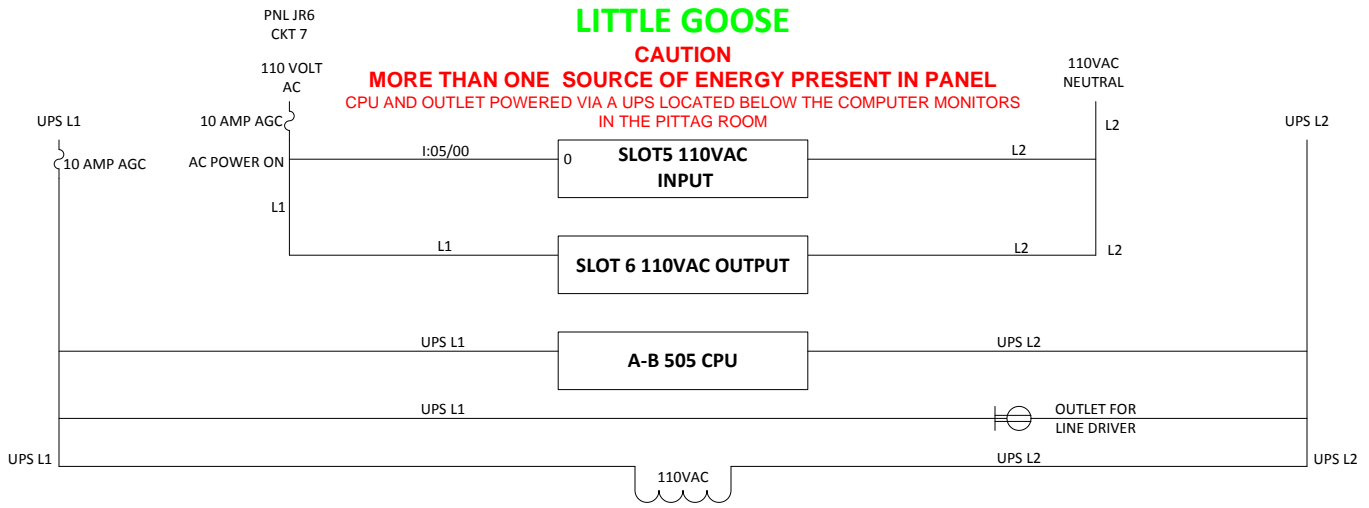 PNL JR6
CKT 7
LITTLE GOOSE
CAUTION
MORE THAN ONE SOURCE OF ENERGY PRESENT IN PANEL
CPU AND OUTLET POWERED VIA A UPS LOCATED BELOW THE COMPUTER MONITORS
IN THE PITTAG ROOM
110 VOLT
AC
110VAC
NEUTRAL
UPS L1
10 AMP AGC
L2
UPS L2
10 AMP AGC
AC POWER ON
I:05/00
0
SLOT5 110VAC
INPUT
L2
L1
L1
SLOT 6 110VAC OUTPUT
L2
L2
UPS L1
A-B 505 CPU
UPS L2
UPS L1
OUTLET FOR
LINE DRIVER
UPS L1
110VAC
UPS L2
UPS L2